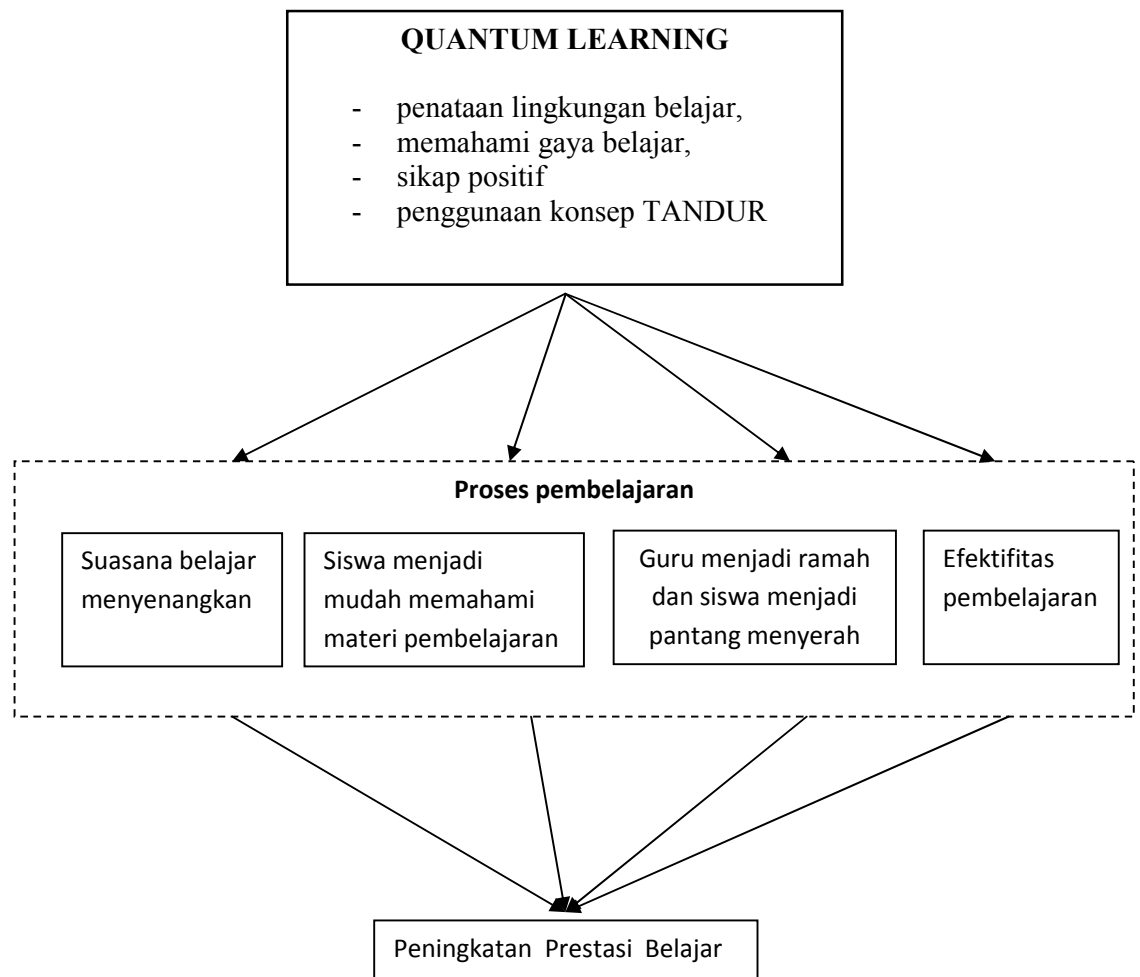 QUANTUM LEARNING
- penataan lingkungan belajar,
- memahami gaya belajar,
- sikap positif
- penggunaan konsep TANDUR
Proses pembelajaran
Suasana belajar
menyenangkan
Siswa menjadi
mudah memahami
materi pembelajaran
Guru menjadi ramah
dan siswa menjadi
pantang menyerah
Efektifitas
pembelajaran
Peningkatan Prestasi Belajar